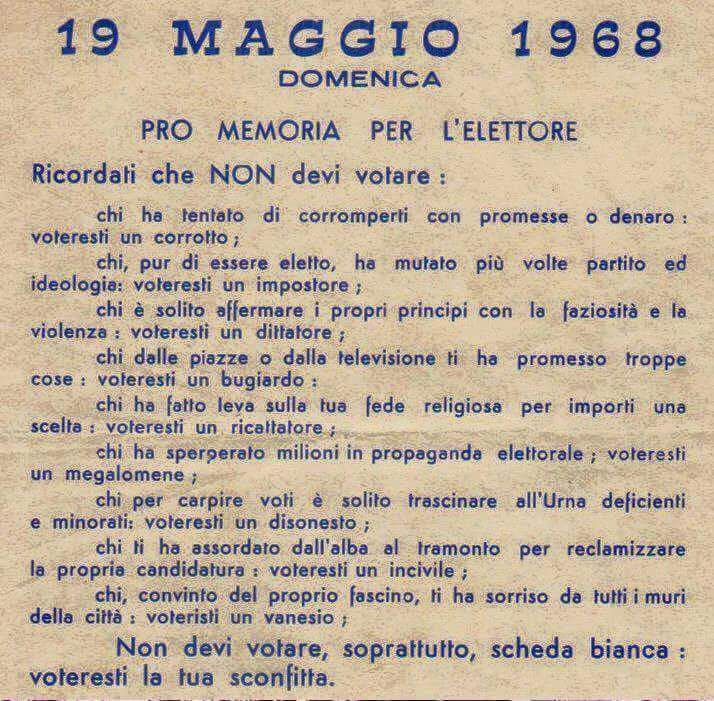 19 MAGGIO 1968
DOMENICA
PRO MEMORIA PER L'ELETTORE
Ricordati che NON devi votare :
chi ha tentato di corromperti con promesse o denaro :
voteresti un corrotto ;
chi, pur di essere eletto, ha mutato più volte partito ed
ideologia: voteresti un impostore ;
chi è solito affermare i propri principi con la faziosità e la
violenza : voteresti un dittatore ;
chi dalle piazze o dalla televisione ti ha promesso troppe
cose : voteresti un bugiardo :
chi ha fatto leva sulla tua fede religiosa per importi una
scelta : voteresti un ricattatore ;
chi ha sperperato milioni in propaganda elettorale ; voteresti
un megalomene ;
chi per carpire voti è solito trascinare all'Urna deficienti
e minorati: voteresti un disonesto ;
chi ti ha assordato dall'alba al tramonto per reclamizzare
la propria candidatura : voteresti un incivile ;
chi, convinto del proprio fascino, ti ha sorriso da tutti i muri
della città : voteristi un vanesio ;
Non devi votare, soprattutto, scheda bianca :
voteresti la tua sconfitta.